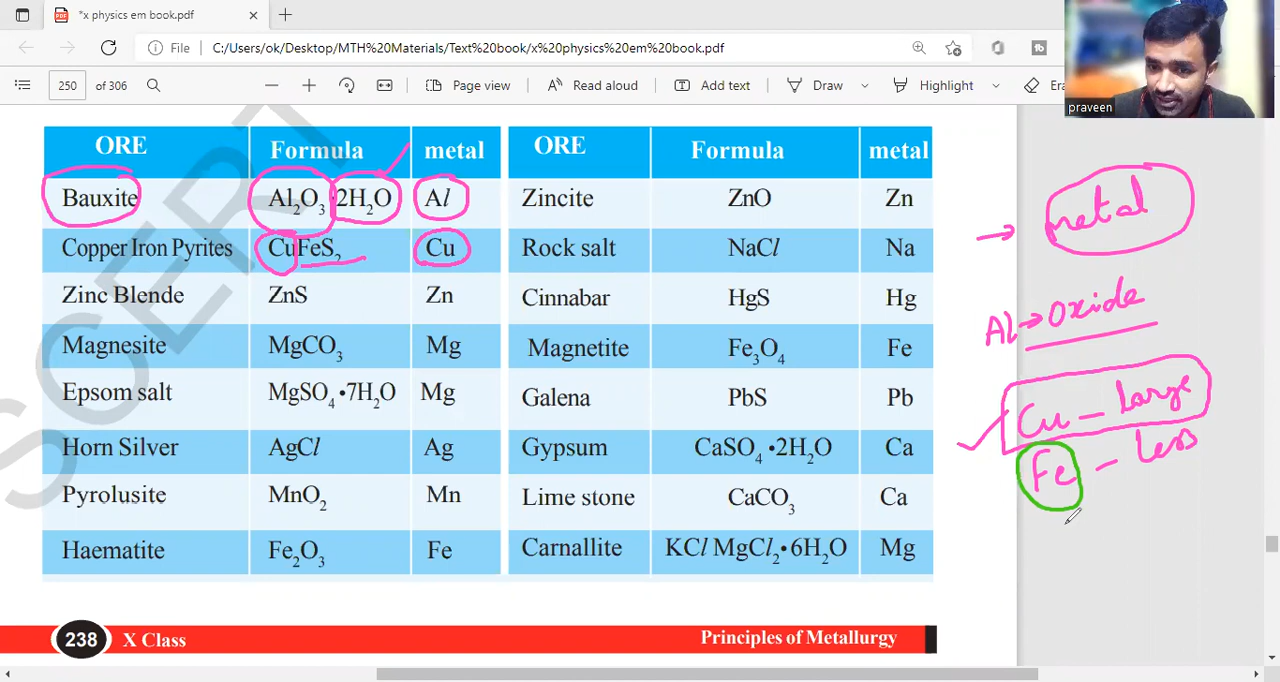 *x physics em book.pdf
File C:/Users/ok/Desktop/MTH%20Materials/Text%20book/x%20physics%20em%20book.pdf
250 of 306 Page view Read aloud Add text Draw Highlight Era
praveen
ORE Formula metal ORE Formula metal
Bauxite Al₂O₃·2H₂O Al Zincite ZnO Zn
Copper Iron Pyrites CuFeS₂ Cu Rock salt NaCl Na
Zinc Blende ZnS Zn Cinnabar HgS Hg
Magnesite MgCO₃ Mg Magnetite Fe₃O₄ Fe
Epsom salt MgSO₄•7H₂O Mg Galena PbS Pb
Horn Silver AgCl Ag Gypsum CaSO₄•2H₂O Ca
Pyrolusite MnO₂ Mn Lime stone CaCO₃ Ca
Haematite Fe₂O₃ Fe Carnallite KCl MgCl₂•6H₂O Mg
→ metal
Al→Oxide
Cu – Large
Fe – Less
SCERT
238 X Class Principles of Metallurgy